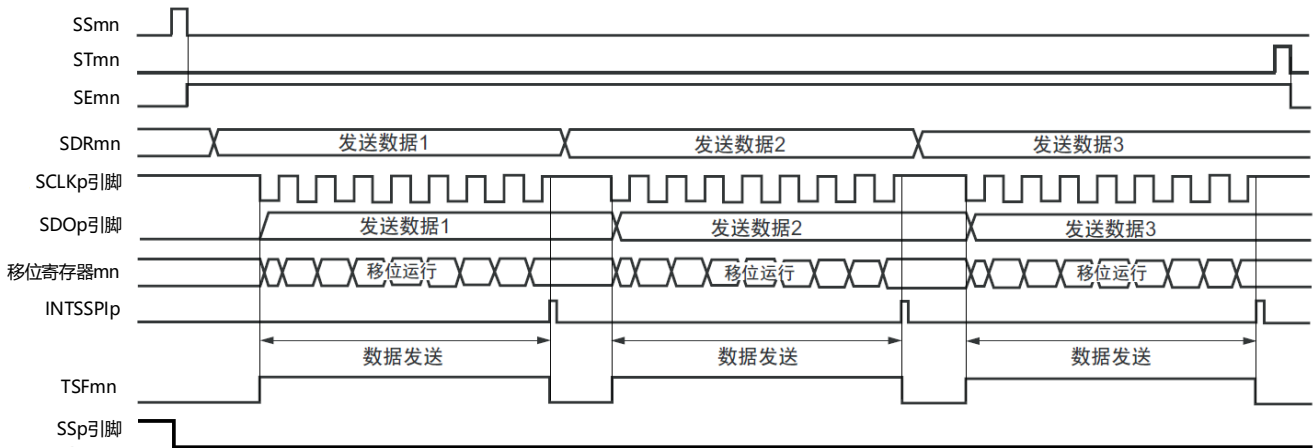 SSmn
STmn
SEmn
SDRmn 发送数据1 发送数据2 发送数据3
SCLKp引脚
SDOp引脚 发送数据1 发送数据2 发送数据3
移位寄存器mn 移位运行 移位运行 移位运行
INTSSPIp
数据发送 数据发送 数据发送
TSFmn
SSp引脚